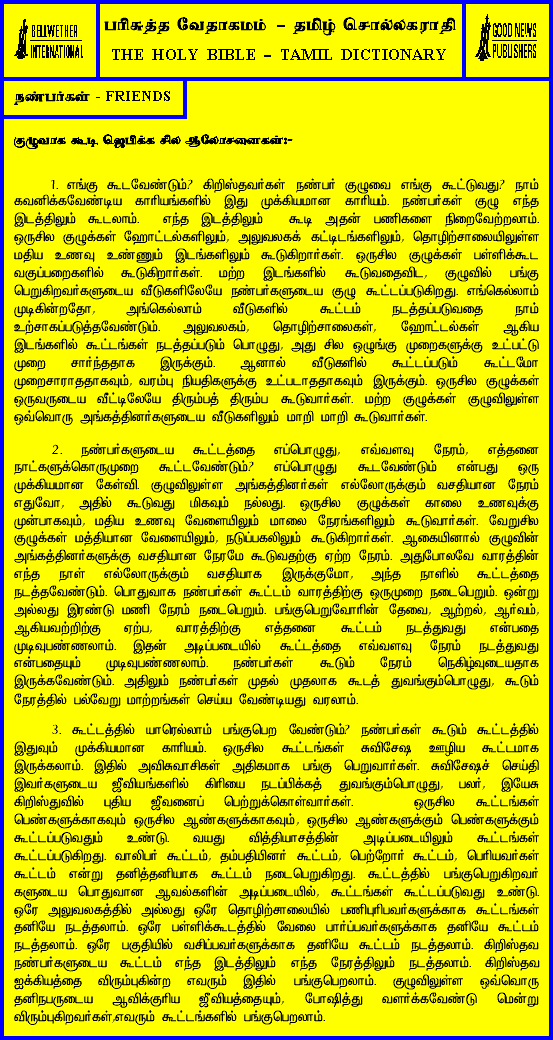 BELLWETHER
INTERNATIONAL
பரிசுத்த வேதாகமம் - தமிழ் சொல்லகராதி
THE HOLY BIBLE - TAMIL DICTIONARY
GOOD NEWS
PUBLISHERS
நண்பர்கள் - FRIENDS
குழுவாக கூடி, ஜெபிக்க சில ஆலோசனைகள்:-
1. எங்கு கூடவேண்டும்? கிறிஸ்தவர்கள் நண்பர் குழுவை எங்கு கூட்டுவது? நாம்
கவனிக்கவேண்டிய காரியங்களில் இது முக்கியமான காரியம். நண்பர்கள் குழு எந்த
இடத்திலும் கூடலாம். எந்த இடத்திலும் கூடி அதன் பணிகளை நிறைவேற்றலாம்.
ஒருசில குழுக்கள் ஹோட்டல்களிலும், அலுவலகக் கட்டிடங்களிலும், தொழிற்சாலையிலுள்ள
மதிய உணவு உண்ணும் இடங்களிலும் கூடுகிறார்கள். ஒருசில குழுக்கள் பள்ளிக்கூட
வகுப்பறைகளில் கூடுகிறார்கள். மற்ற இடங்களில் கூடுவதைவிட, குழுவில் பங்கு
பெறுகிறவர்களுடைய வீடுகளிலேயே நண்பர்களுடைய குழு கூட்டப்படுகிறது. எங்கெல்லாம்
முடிகின்றதோ, அங்கெல்லாம் வீடுகளில் கூட்டம் நடத்தப்படுவதை நாம்
உற்சாகப்படுத்தவேண்டும். அலுவலகம், தொழிற்சாலைகள், ஹோட்டல்கள் ஆகிய
இடங்களில் கூட்டங்கள் நடத்தப்படும் பொழுது, அது சில ஒழுங்கு முறைகளுக்கு உட்பட்டு
முறை சார்ந்ததாக இருக்கும். ஆனால் வீடுகளில் கூட்டப்படும் கூட்டமோ
முறைசாராததாகவும், வரம்பு நியதிகளுக்கு உட்படாததாகவும் இருக்கும். ஒருசில குழுக்கள்
ஒருவருடைய வீட்டிலேயே திரும்பத் திரும்ப கூடுவார்கள். மற்ற குழுக்கள் குழுவிலுள்ள
ஒவ்வொரு அங்கத்தினர்களுடைய வீடுகளிலும் மாறி மாறி கூடுவார்கள்.
2. நண்பர்களுடைய கூட்டத்தை எப்பொழுது, எவ்வளவு நேரம், எத்தனை
நாட்களுக்கொருமுறை கூட்டவேண்டும்? எப்பொழுது கூடவேண்டும் என்பது ஒரு
முக்கியமான கேள்வி. குழுவிலுள்ள அங்கத்தினர்கள் எல்லோருக்கும் வசதியான நேரம்
எதுவோ, அதில் கூடுவது மிகவும் நல்லது. ஒருசில குழுக்கள் காலை உணவுக்கு
முன்பாகவும், மதிய உணவு வேளையிலும் மாலை நேரங்களிலும் கூடுவார்கள். வேறுசில
குழுக்கள் மத்தியான வேளையிலும், நடுப்பகலிலும் கூடுகிறார்கள். ஆகையினால் குழுவின்
அங்கத்தினர்களுக்கு வசதியான நேரமே கூடுவதற்கு ஏற்ற நேரம். அதுபோலவே வாரத்தின்
எந்த நாள் எல்லோருக்கும் வசதியாக இருக்குமோ, அந்த நாளில் கூட்டத்தை
நடத்தவேண்டும். பொதுவாக நண்பர்கள் கூட்டம் வாரத்திற்கு ஒருமுறை நடைபெறும். ஒன்று
அல்லது இரண்டு மணி நேரம் நடைபெறும். பங்குபெறுவோரின் தேவை, ஆற்றல், ஆர்வம்,
ஆகியவற்றிற்கு ஏற்ப, வாரத்திற்கு எத்தனை கூட்டம் நடத்துவது என்பதை
முடிவுபண்ணலாம். இதன் அடிப்படையில் கூட்டத்தை எவ்வளவு நேரம் நடத்துவது
என்பதையும் முடிவுபண்ணலாம். நண்பர்கள் கூடும் நேரம் நெகிழ்வுடையதாக
இருக்கவேண்டும். அதிலும் நண்பர்கள் முதல் முதலாக கூடத் துவங்கும்பொழுது, கூடும்
நேரத்தில் பல்வேறு மாற்றங்கள் செய்ய வேண்டியது வரலாம்.
3. கூட்டத்தில் யாரெல்லாம் பங்குபெற வேண்டும்? நண்பர்கள் கூடும் கூட்டத்தில்
இதுவும் முக்கியமான காரியம். ஒருசில கூட்டங்கள் சுவிசேஷ ஊழிய கூட்டமாக
இருக்கலாம். இதில் அவிசுவாசிகள் அதிகமாக பங்கு பெறுவார்கள். சுவிசேஷச் செய்தி
இவர்களுடைய ஜீவியங்களில் கிரியை நடப்பிக்கத் துவங்கும்பொழுது, பலர், இயேசு
கிறிஸ்துவில் புதிய ஜீவனைப் பெற்றுக்கொள்வார்கள். ஒருசில கூட்டங்கள்
பெண்களுக்காகவும் ஒருசில ஆண்களுக்காகவும், ஒருசில ஆண்களுக்கும் பெண்களுக்கும்
கூட்டப்படுவதும் உண்டு. வயது வித்தியாசத்தின் அடிப்படையிலும் கூட்டங்கள்
கூட்டப்படுகிறது. வாலிபர் கூட்டம், தம்பதியினர் கூட்டம், பெற்றோர் கூட்டம், பெரியவர்கள்
கூட்டம் என்று தனித்தனியாக கூட்டம் நடைபெறுகிறது. கூட்டத்தில் பங்குபெறுகிறவர்
களுடைய பொதுவான ஆவல்களின் அடிப்படையில், கூட்டங்கள் கூட்டப்படுவது உண்டு.
ஒரே அலுவலகத்தில் அல்லது ஒரே தொழிற்சாலையில் பணிபுரிபவர்களுக்காக கூட்டங்கள்
தனியே நடத்தலாம். ஒரே பள்ளிக்கூடத்தில் வேலை பார்ப்பவர்களுக்காக தனியே கூட்டம்
நடத்தலாம். ஒரே பகுதியில் வசிப்பவர்களுக்காக தனியே கூட்டம் நடத்தலாம். கிறிஸ்தவ
நண்பர்களுடைய கூட்டம் எந்த இடத்திலும் எந்த நேரத்திலும் நடத்தலாம். கிறிஸ்தவ
ஐக்கியத்தை விரும்புகின்ற எவரும் இதில் பங்குபெறலாம். குழுவிலுள்ள ஒவ்வொரு
தனிநபருடைய ஆவிக்குரிய ஜீவியத்தையும், போஷித்து வளர்க்கவேண்டு மென்று
விரும்புகிறவர்கள்,எவரும் கூட்டங்களில் பங்குபெறலாம்.